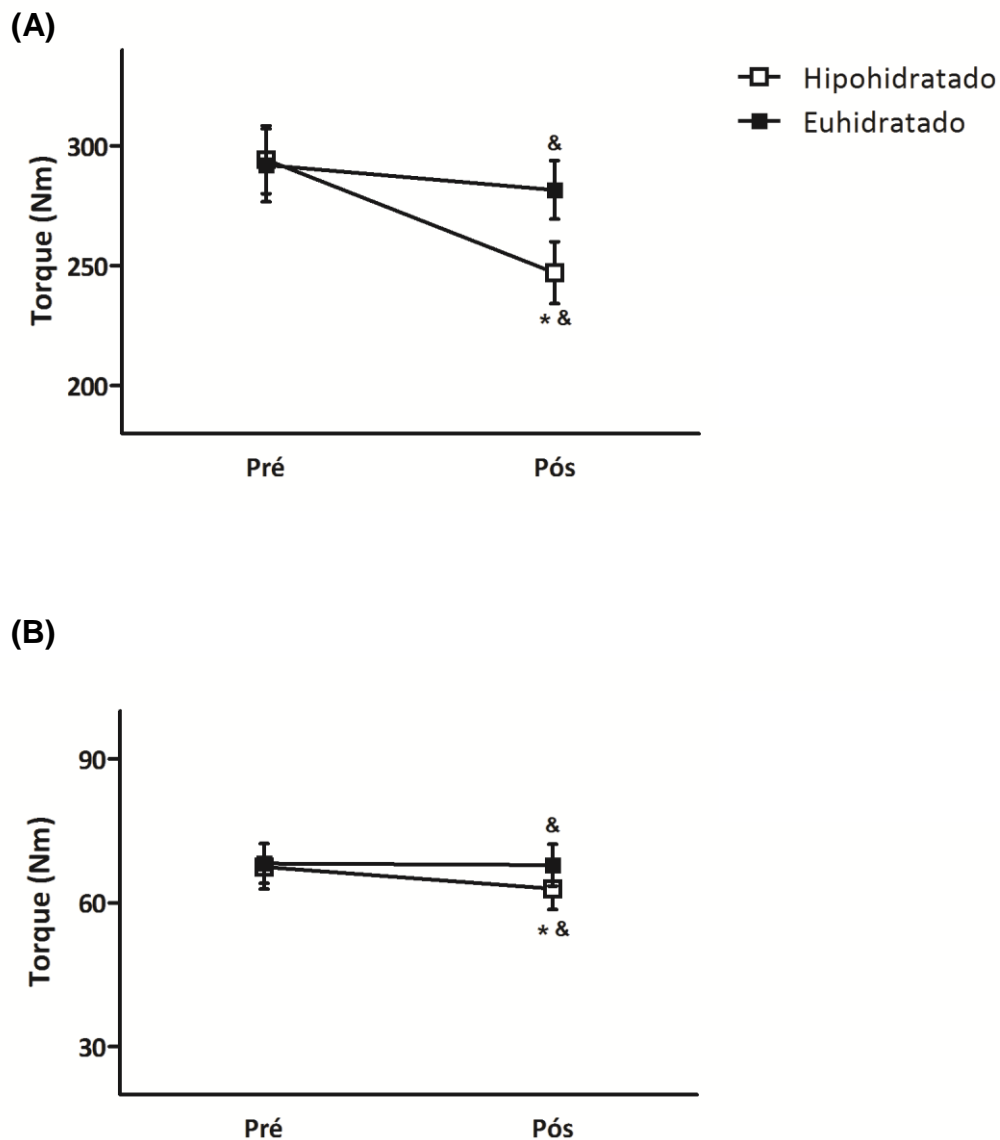 (A)
Hipohidratado
Euhidratado
Torque (Nm)
300
250
200
&
* &
Pré
Pós
(B)
Torque (Nm)
90
60
30
&
* &
Pré
Pós